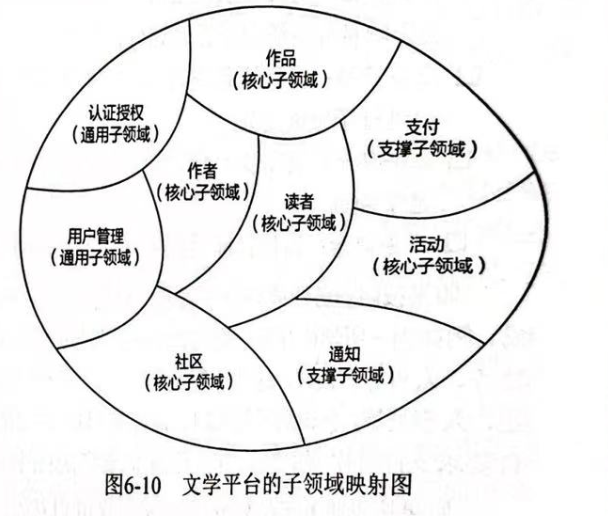 作品
（核心子领域）
认证授权
（通用子领域）
支付
（支撑子领域）
作者
（核心子领域）
读者
（核心子领域）
用户管理
（通用子领域）
活动
（核心子领域）
社区
（核心子领域）
通知
（支撑子领域）
图6-10 文学平台的子领域映射图